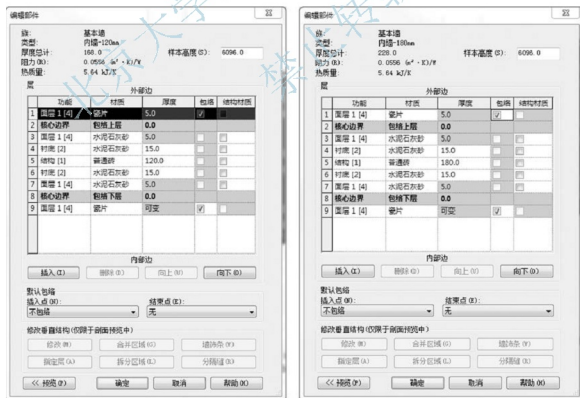 编辑部件
族: 基本墙
类型: 内墙-120mm
厚度总计: 168.0 样本高度(S): 6096.0
阻力(R): 0.0556 (m²·K)/W
热质量: 5.64 kJ/K
层
外部边
功能 材质 厚度 包络 结构材质
1 面层 1 [4] 瓷片 5.0
2 核心边界 包络上层 0.0
3 面层 1 [4] 水泥石灰砂 5.0
4 衬底 [2] 水泥石灰砂 15.0
5 结构 [1] 普通砖 120.0
6 衬底 [2] 水泥石灰砂 15.0
7 面层 1 [4] 水泥石灰砂 5.0
8 核心边界 包络下层 0.0
9 面层 1 [4] 瓷片 可变
内部边
插入(I) 删除(D) 向上(U) 向下(O)
默认包络
插入点(N): 结束点(E):
不包络 无
修改垂直结构(仅限于剖面预览中)
修改(M) 合并区域(G) 墙饰条(W)
指定层(A) 拆分区域(L) 分隔缝(R)
<< 预览(P) 确定 取消 帮助(H)
编辑部件
族: 基本墙
类型: 内墙-180mm
厚度总计: 228.0 样本高度(S): 6096.0
阻力(R): 0.0556 (m²·K)/W
热质量: 5.64 kJ/K
层
外部边
功能 材质 厚度 包络 结构材质
1 面层 1 [4] 瓷片 5.0
2 核心边界 包络上层 0.0
3 面层 1 [4] 水泥石灰砂 5.0
4 衬底 [2] 水泥石灰砂 15.0
5 结构 [1] 普通砖 180.0
6 衬底 [2] 水泥石灰砂 15.0
7 面层 1 [4] 水泥石灰砂 5.0
8 核心边界 包络下层 0.0
9 面层 1 [4] 瓷片 可变
内部边
插入(I) 删除(D) 向上(U) 向下(O)
默认包络
插入点(N): 结束点(E):
不包络 无
修改垂直结构(仅限于剖面预览中)
修改(M) 合并区域(G) 墙饰条(W)
指定层(A) 拆分区域(L) 分隔缝(R)
<< 预览(P) 确定 取消 帮助(H)